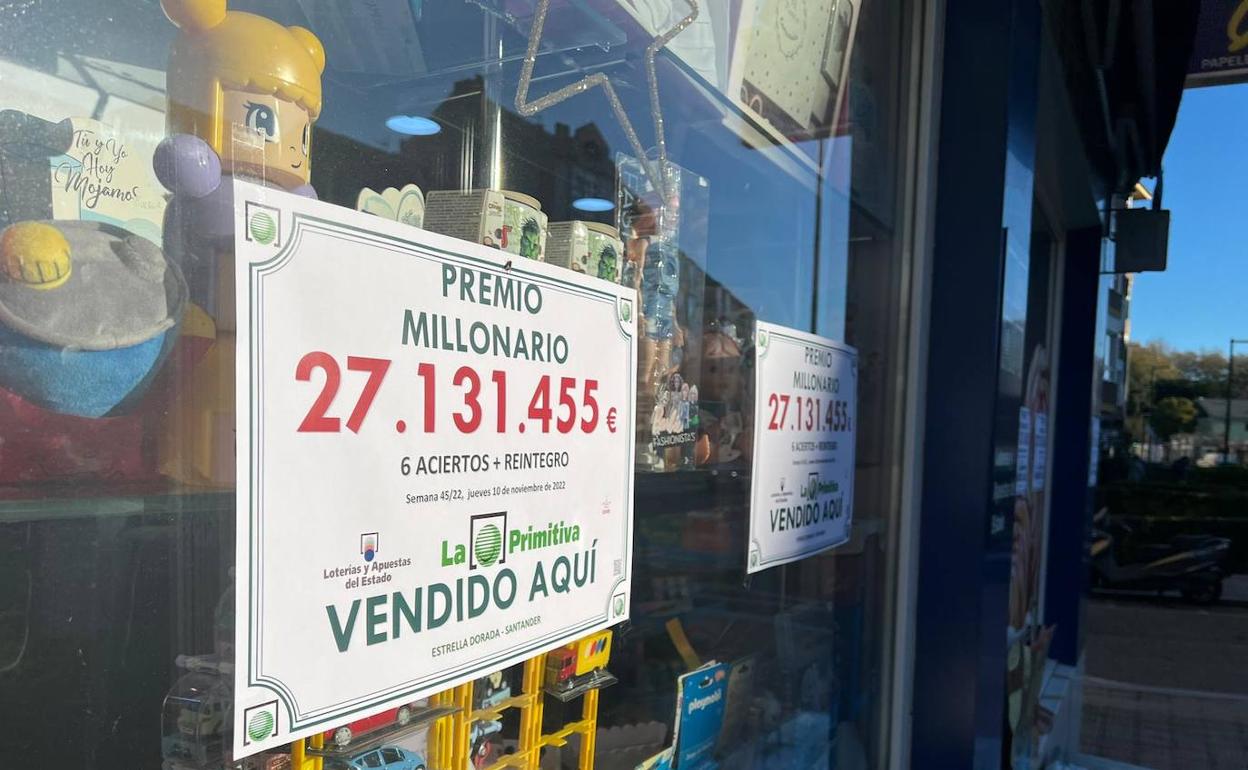 Tú y Yo
Hoy
Mojamos
PREMIO
MILLONARIO
27.131.455 €
6 ACIERTOS + REINTEGRO
Semana 45/22, jueves 10 de noviembre de 2022
Loterías y Apuestas
del Estado
La Primitiva
VENDIDO AQUÍ
ESTRELLA DORADA - SANTANDER
FASHIONISTAS
PREMIO
MILLONARIO
27.131.455€
6 ACIERTOS + REINTEGRO
La Primitiva
VENDIDO AQUÍ
playmobil
PAPELE